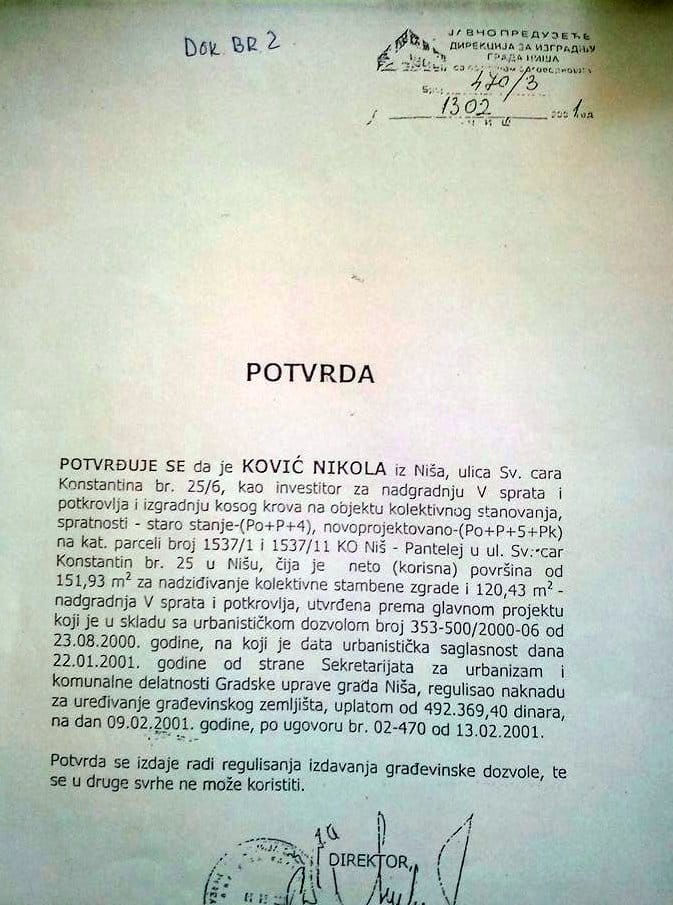 DOK. BR 2
ЈАВНО ПРЕДУЗЕЋЕ
ДИРЕКЦИЈА ЗА ИЗГРАДЊУ
ГРАДА НИША
Број 470/3
1302 2001 год
НИШ
POTVRDA
POTVRĐUJE SE da je KOVIĆ NIKOLA iz Niša, ulica Sv. cara
Konstantina br. 25/6, kao investitor za nadgradnju V sprata i
potkrovlja i izgradnju kosog krova na objektu kolektivnog stanovanja,
spratnosti - staro stanje-(Po+P+4), novoprojektovano-(Po+P+5+Pk)
na kat. parceli broj 1537/1 i 1537/11 KO Niš - Pantelej u ul. Sv. car
Konstantin br. 25 u Nišu, čija je neto (korisna) površina od
151,93 m² za nadziđivanje kolektivne stambene zgrade i 120,43 m² -
nadgradnja V sprata i potkrovlja, utvrđena prema glavnom projektu
koji je u skladu sa urbanističkom dozvolom broj 353-500/2000-06 od
23.08.2000. godine, na koji je data urbanistička saglasnost dana
22.01.2001. godine od strane Sekretarijata za urbanizam i
komunalne delatnosti Gradske uprave grada Niša, regulisao naknadu
za uređivanje građevinskog zemljišta, uplatom od 492.369,40 dinara,
na dan 09.02.2001. godine, po ugovoru br. 02-470 od 13.02.2001.
Potvrda se izdaje radi regulisanja izdavanja građevinske dozvole, te
se u druge svrhe ne može koristiti.
DIREKTOR,